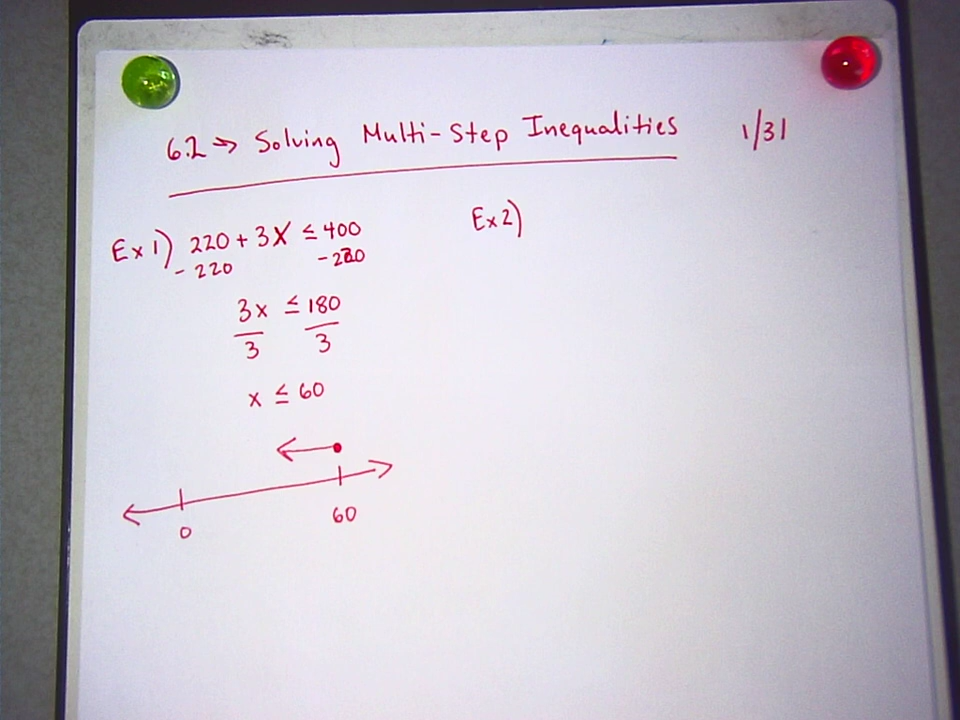 6.2 → Solving Multi-Step Inequalities 1/31
Ex 1) 220 + 3x ≤ 400
- 220 - 220
3x ≤ 180
3 3
x ≤ 60
0 60
Ex 2)